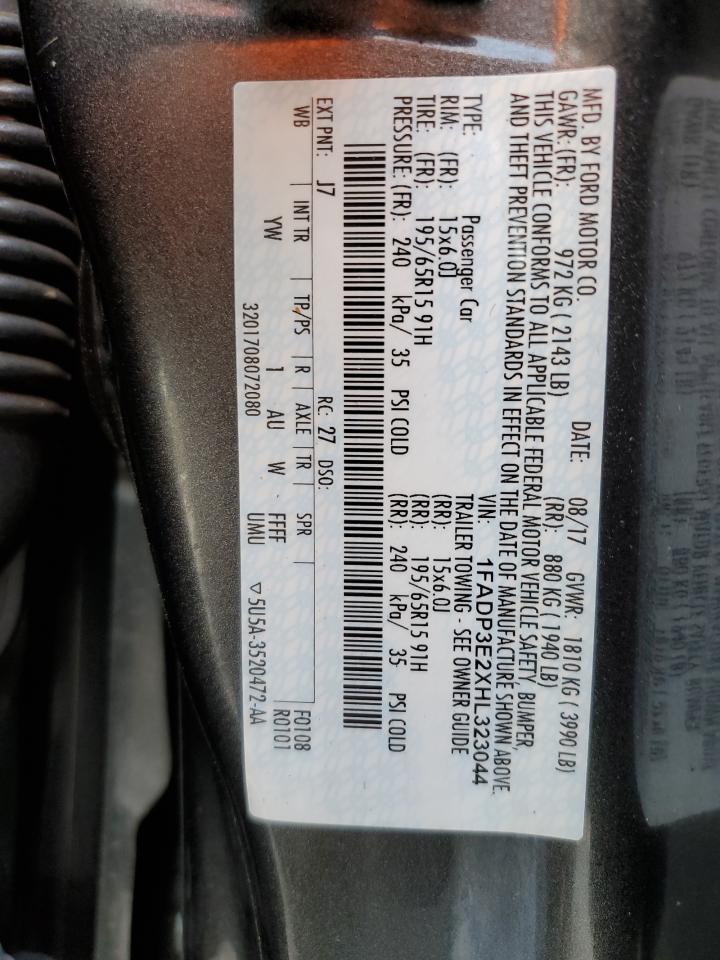 MFD. BY FORD MOTOR CO. DATE: 08/17 GVWR: 1810 KG ( 3990 LB)
GAWR:(FR): 972 KG ( 2143 LB) (RR): 880 KG ( 1940 LB)
THIS VEHICLE CONFORMS TO ALL APPLICABLE FEDERAL MOTOR VEHICLE SAFETY, BUMPER,
AND THEFT PREVENTION STANDARDS IN EFFECT ON THE DATE OF MANUFACTURE SHOWN ABOVE.
VIN: 1FADP3E2XHL323044
TYPE: Passenger Car TRAILER TOWING - SEE OWNER GUIDE
RIM: (FR): 15x6.0J (RR): 15x6.0J
TIRE: (FR): 195/65R15 91H (RR): 195/65R15 91H
PRESSURE: (FR): 240 kPa/ 35 PSI COLD (RR): 240 kPa/ 35 PSI COLD
EXT PNT: J7 RC: 27 DSO:
WB INT TR TP/PS R AXLE TR SPR F0108
YW 1 AU W FFFF R0101
3201708072080 UMU ▽5U5A-3520472-AA